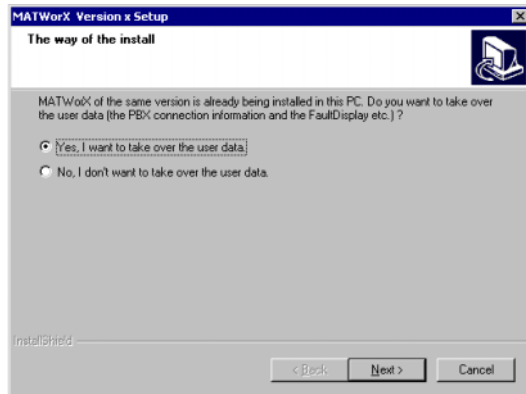 MATWorX Version x Setup
The way of the install
MATWorX of the same version is already being installed in this PC. Do you want to take over
the user data (the PBX connection information and the FaultDisplay etc.) ?
Yes, I want to take over the user data.
No, I don't want to take over the user data.
InstallShield
< Back
Next >
Cancel